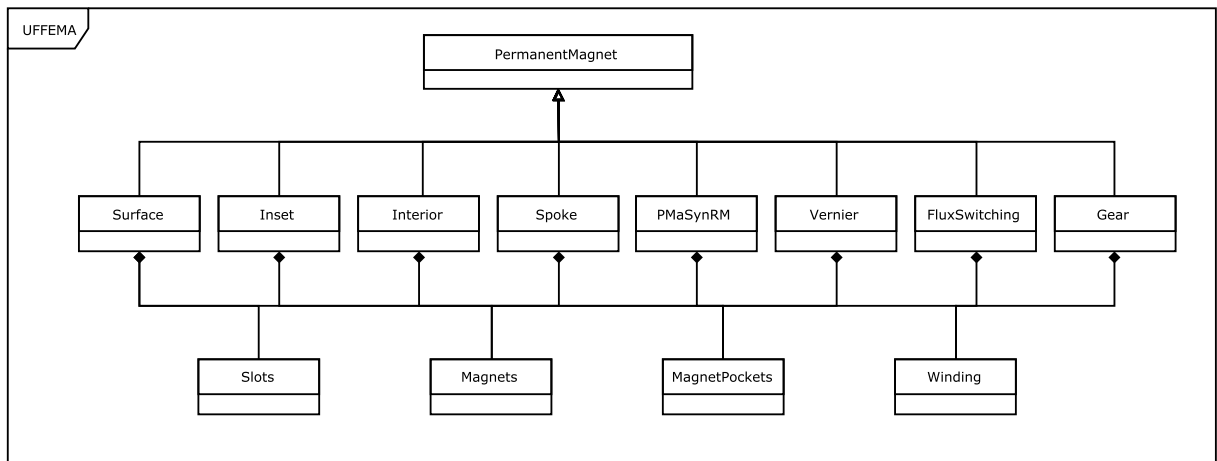 UFFEMA
PermanentMagnet
Surface
Inset
Interior
Spoke
PMaSynRM
Vernier
FluxSwitching
Gear
Slots
Magnets
MagnetPockets
Winding